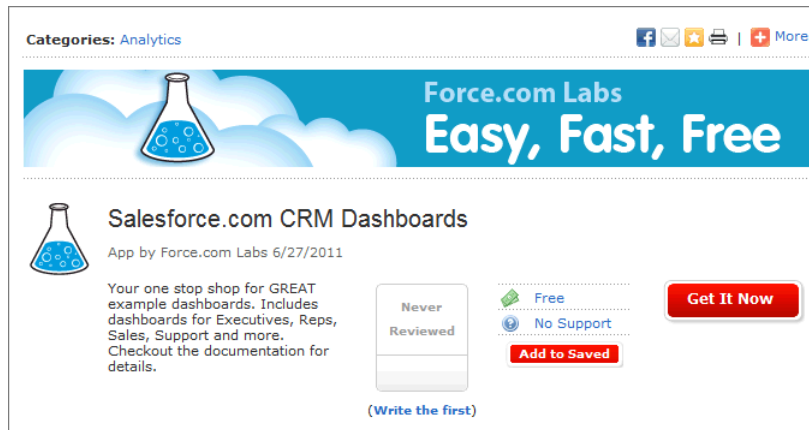 Categories: Analytics
| More
Force.com Labs
Easy, Fast, Free
Salesforce.com CRM Dashboards
App by Force.com Labs 6/27/2011
Your one stop shop for GREAT
example dashboards. Includes
dashboards for Executives, Reps,
Sales, Support and more.
Checkout the documentation for
details.
Never
Reviewed
(Write the first)
Free
No Support
Add to Saved
Get It Now